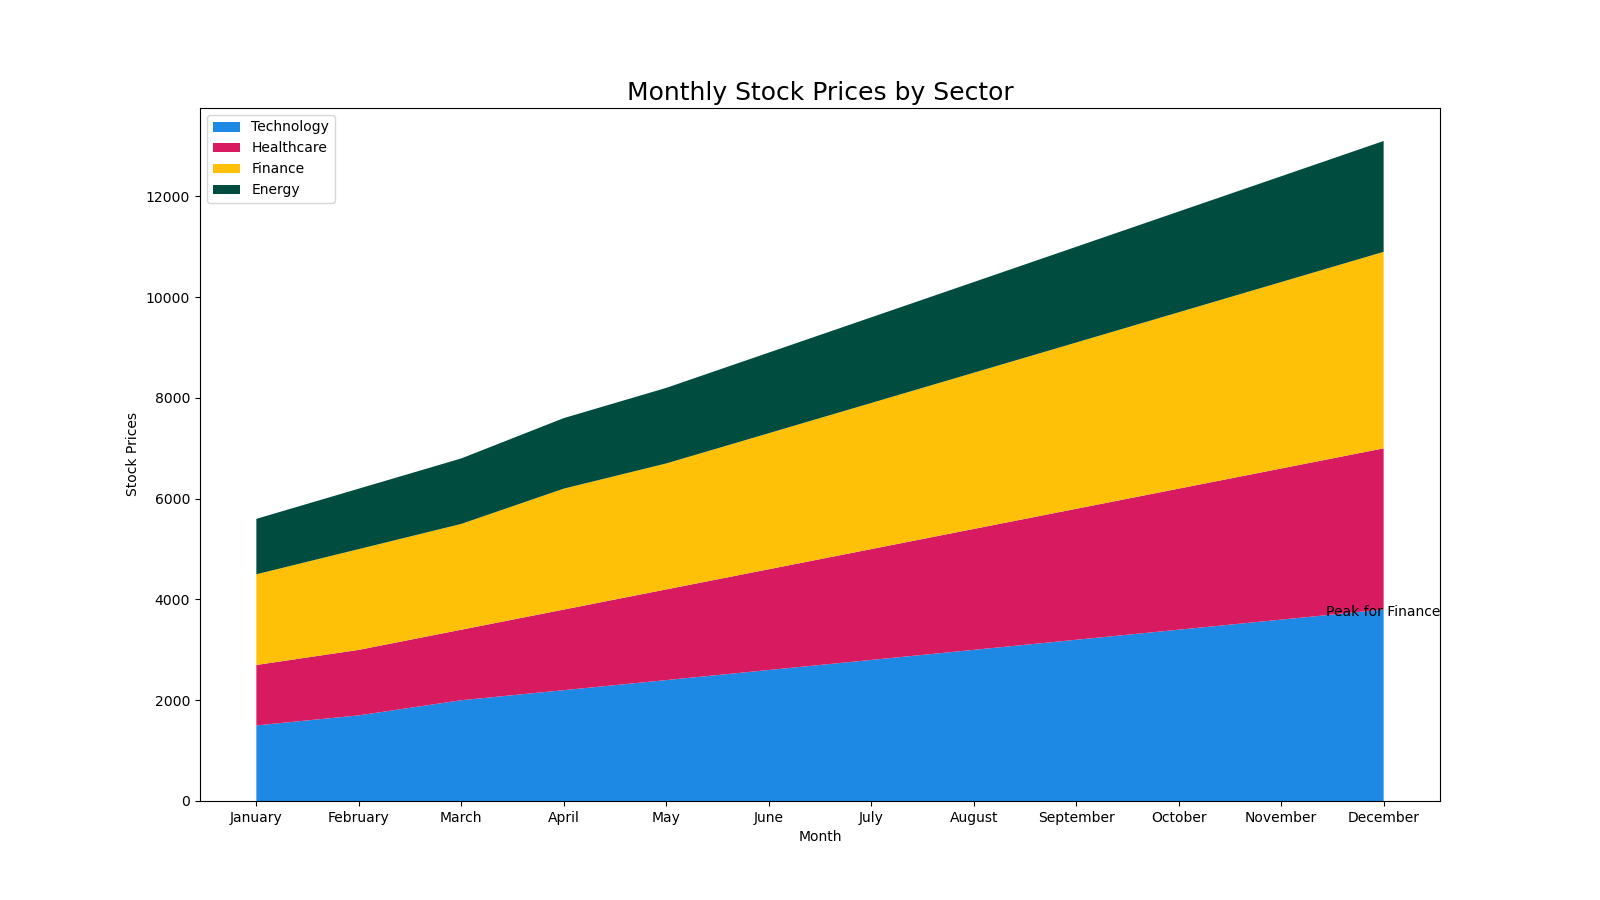 Monthly Stock Prices by Sector
Technology
Healthcare
Finance
Energy
12000
10000
8000
6000
4000
2000
0
Stock Prices
Peak for Finance
January February March April May June July August September October November December
Month